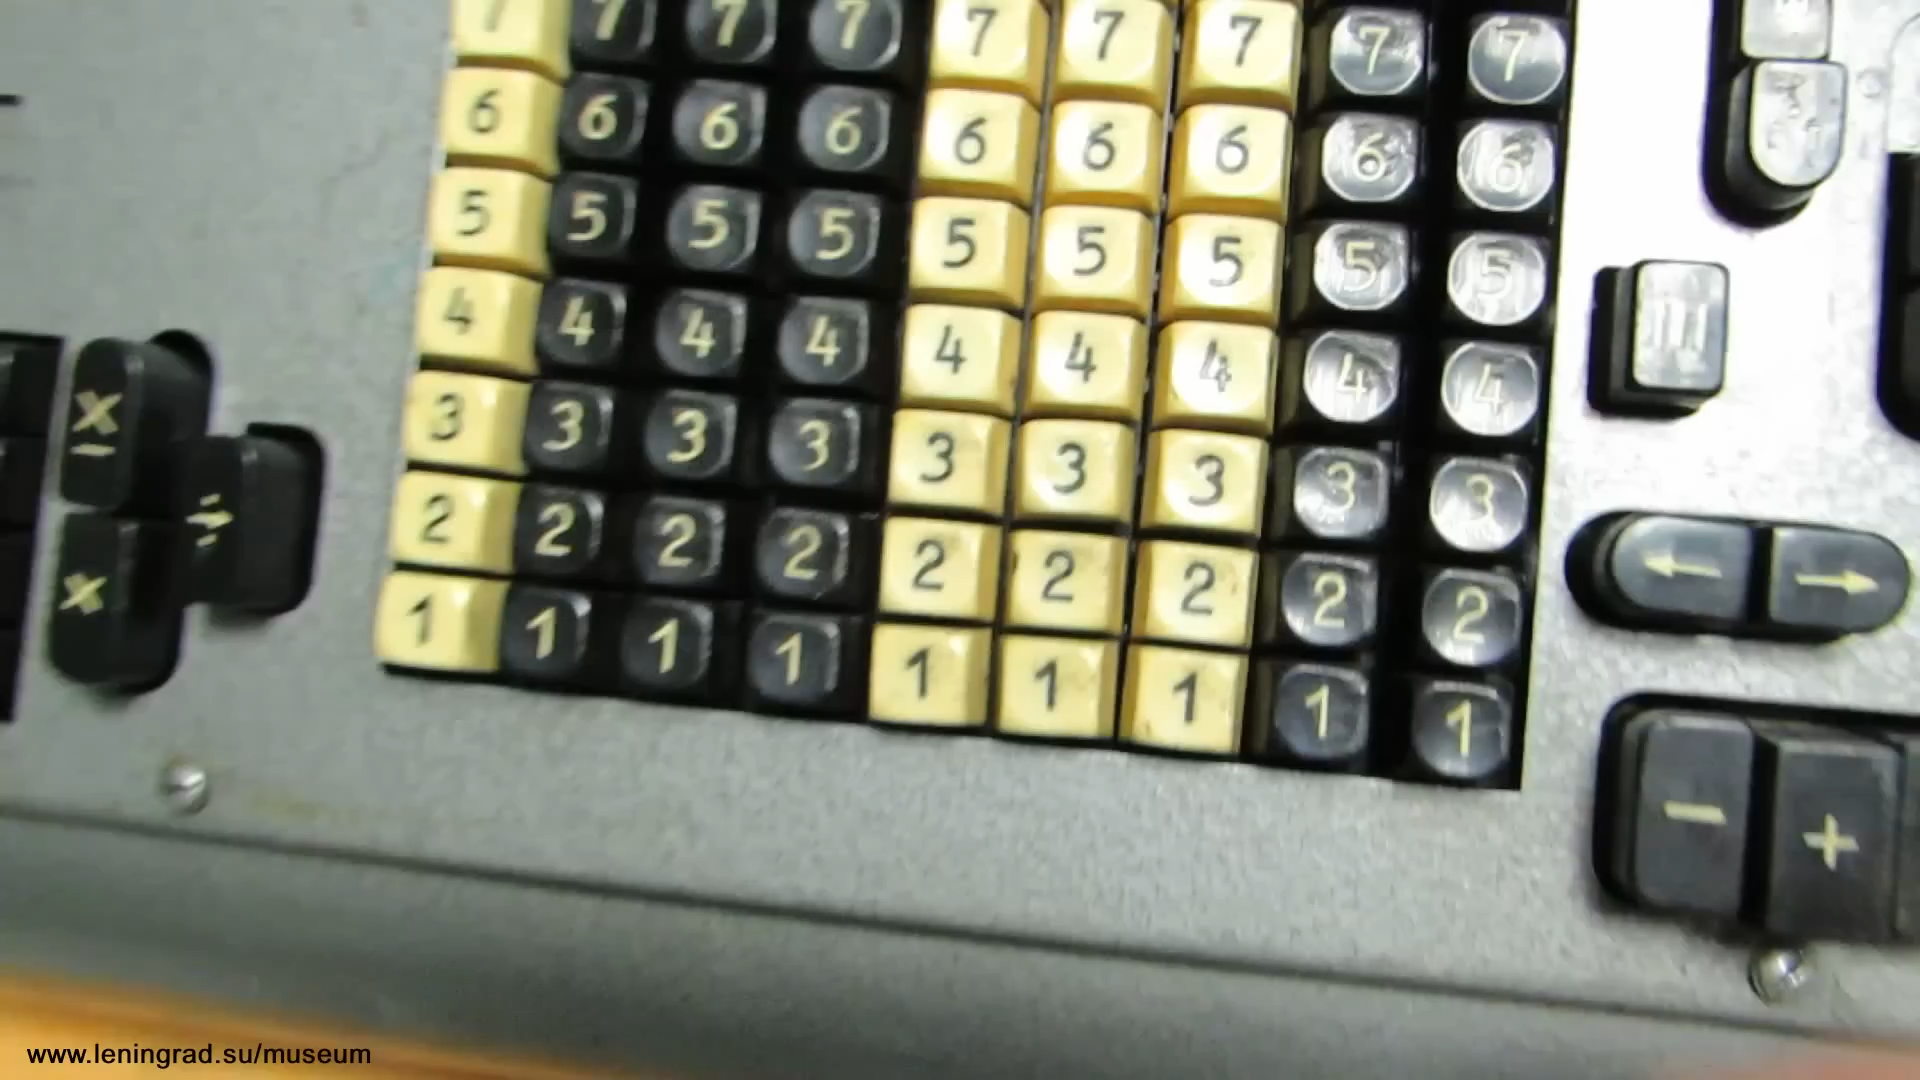 7 7 7 7 7 7 7 7 7
6 6 6 6 6 6 6 6 6
5 5 5 5 5 5 5 5 5
4 4 4 4 4 4 4 4 4
X
—
3 3 3 3 3 3 3 3 3
÷
2 2 2 2 2 2 2 2 2
← →
X
1 1 1 1 1 1 1 1 1
— +
www.leningrad.su/museum